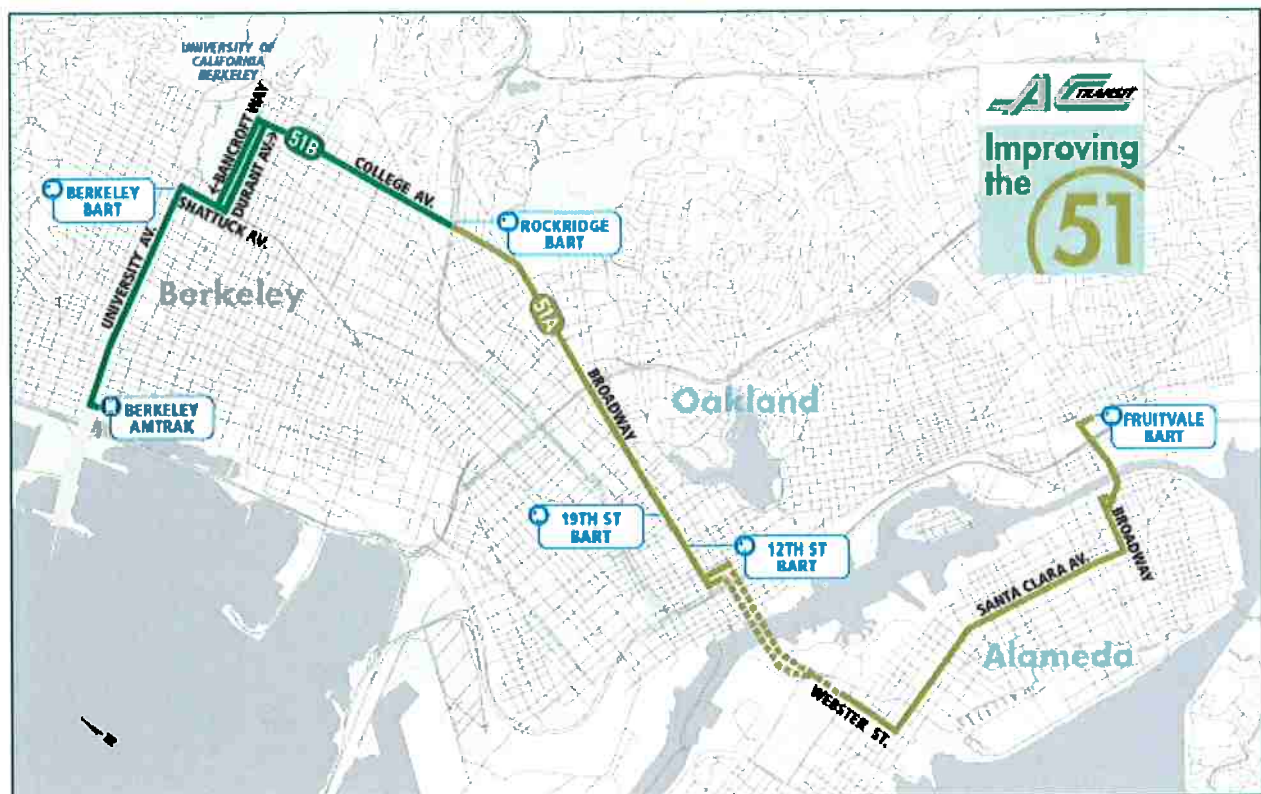 UNIVERSITY OF
CALIFORNIA
BERKELEY
AC
TRANSIT
Improving
the
51
←BANCROFT WAY
DURANT AV→
51B
COLLEGE AV.
BERKELEY
BART
SHATTUCK AV.
ROCKRIDGE
BART
UNIVERSITY AV.
Berkeley
51A
BROADWAY
Oakland
BERKELEY
AMTRAK
FRUITVALE
BART
19TH ST
BART
12TH ST
BART
BROADWAY
SANTA CLARA AV.
Alameda
WEBSTER ST.
N